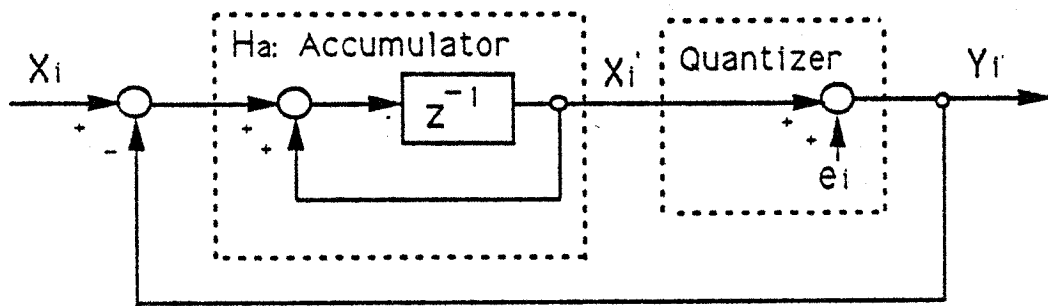 Ha: Accumulator
Quantizer
Xi
Xi'
Yi
z⁻¹
ei
+
-
+
+
+
+